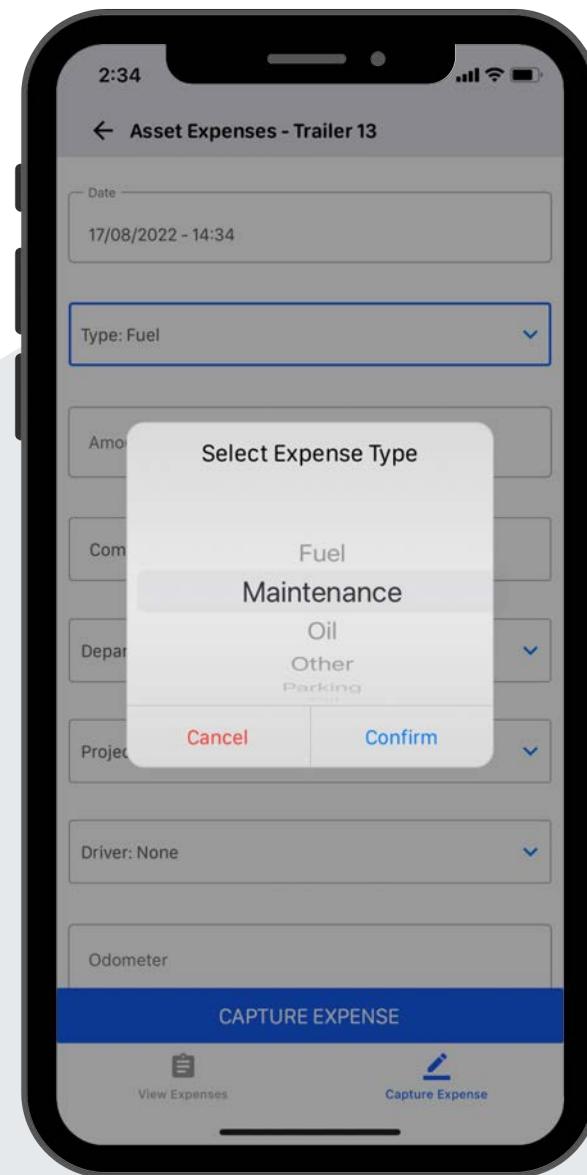 2:34
Asset Expenses - Trailer 13
Date
17/08/2022 - 14:34
Type: Fuel
Amo
Select Expense Type
Com
Fuel
Maintenance
Oil
Depar
Other
Parking
Cancel
Confirm
Projec
Driver: None
Odometer
CAPTURE EXPENSE
View Expenses
Capture Expense